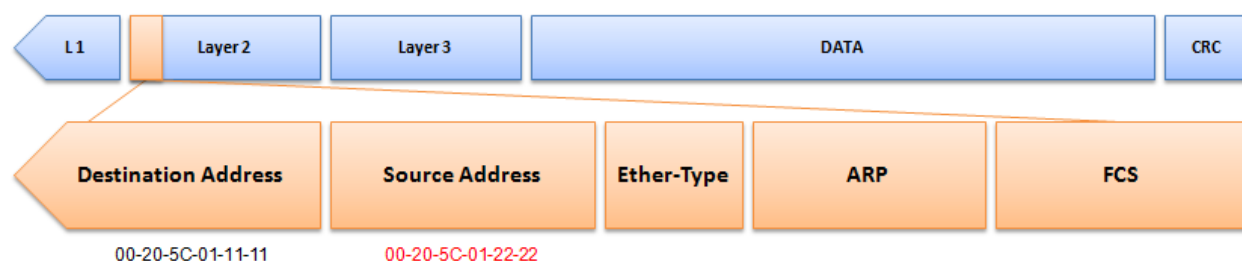 L 1 Layer 2 Layer 3 DATA CRC
Destination Address Source Address Ether-Type ARP FCS
00-20-5C-01-11-11 00-20-5C-01-22-22